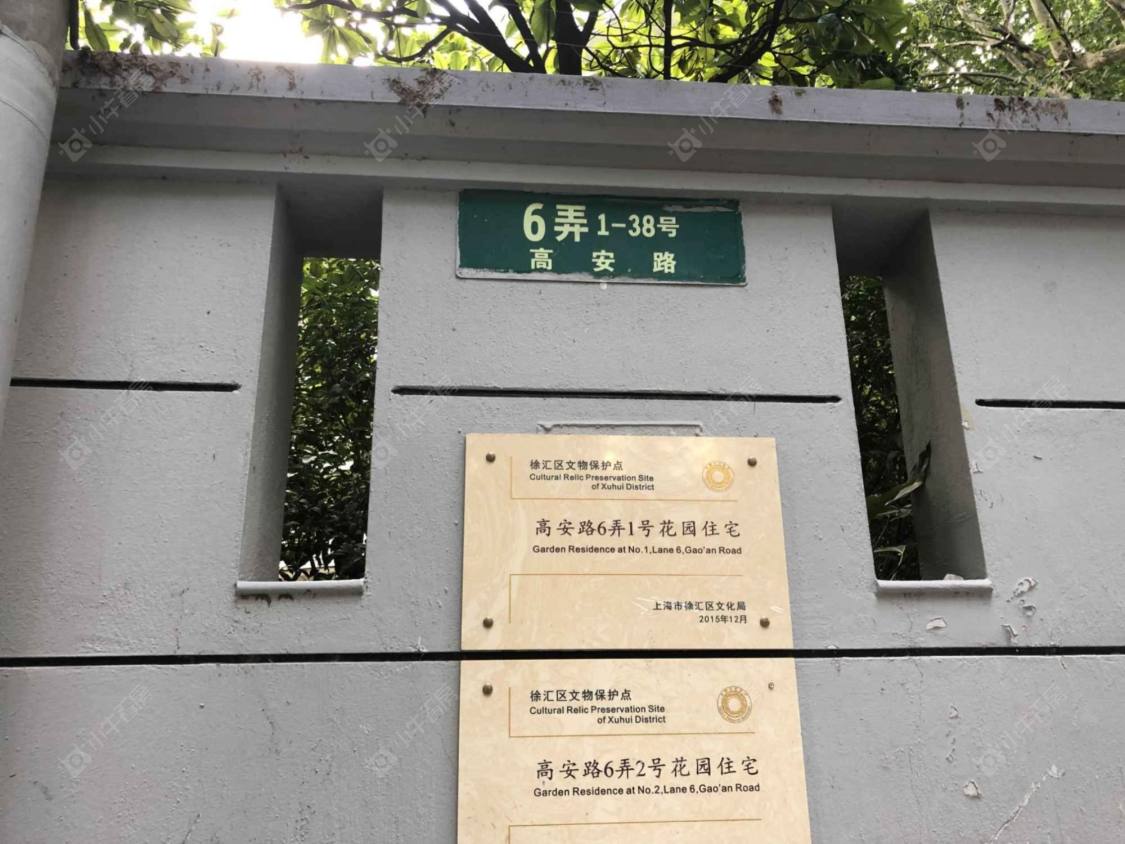 6弄 1-38号
高安路
徐汇区文物保护点
Cultural Relic Preservation Site
of Xuhui District
高安路6弄1号花园住宅
Garden Residence at No.1,Lane 6,Gao'an Road
上海市徐汇区文化局
2015年12月
徐汇区文物保护点
Cultural Relic Preservation Site
of Xuhui District
高安路6弄2号花园住宅
Garden Residence at No.2,Lane 6,Gao'an Road